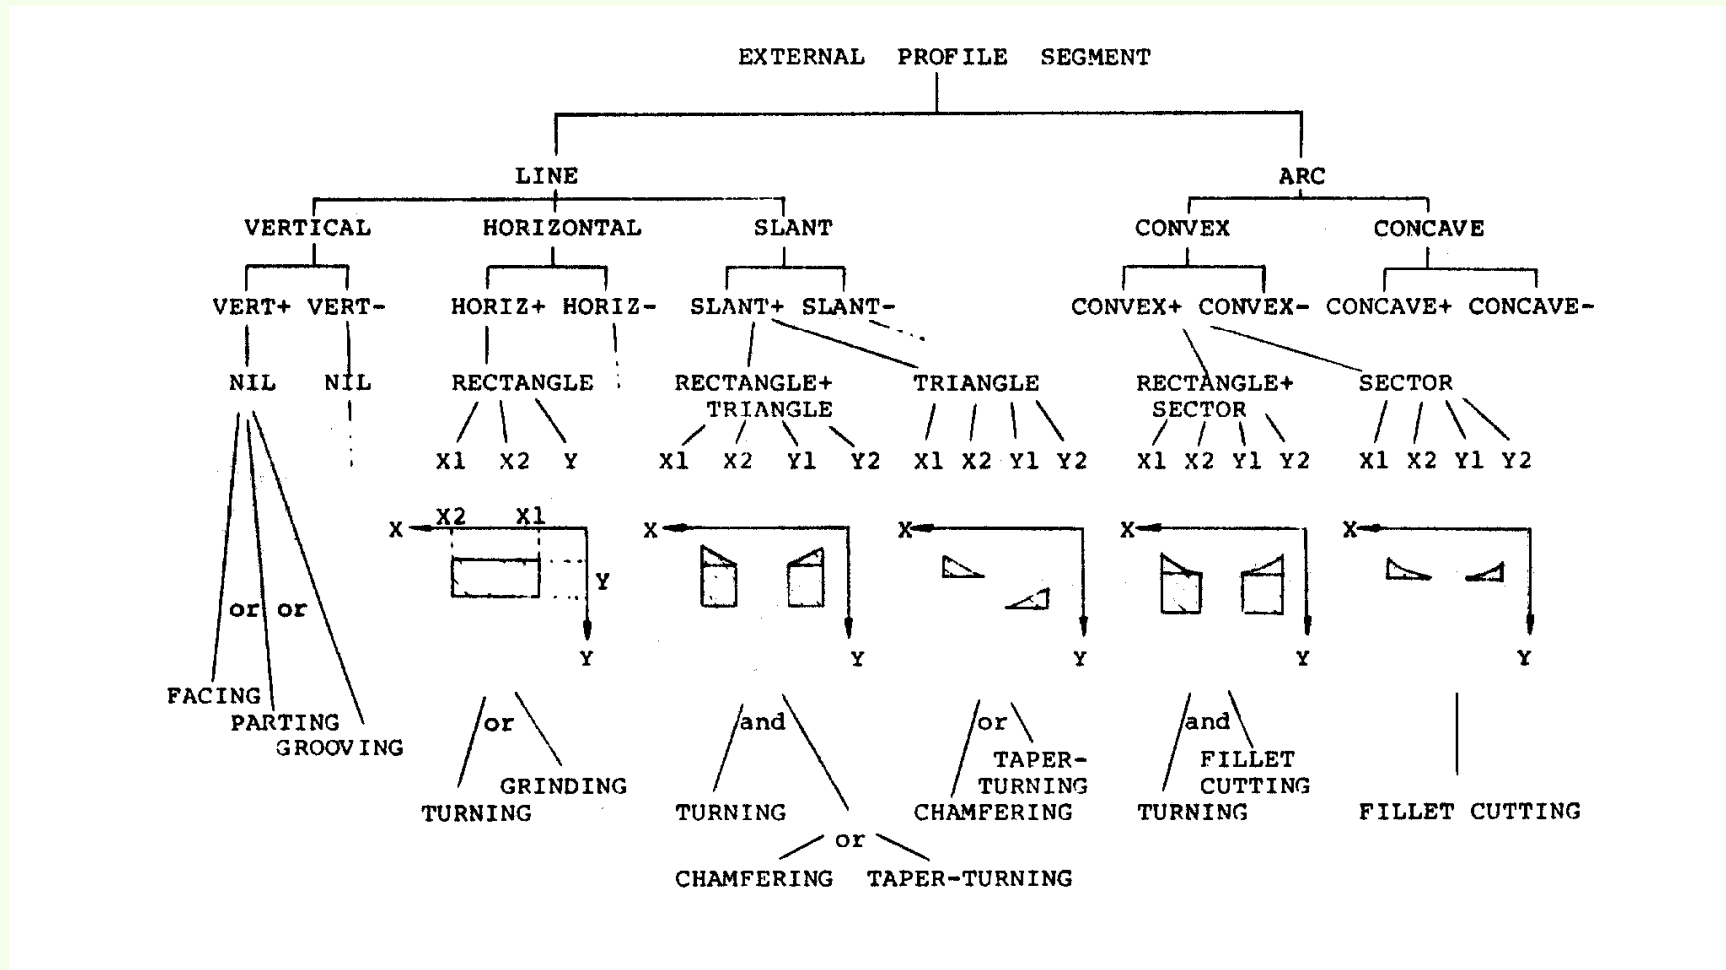 EXTERNAL PROFILE SEGMENT
LINE ARC
VERTICAL HORIZONTAL SLANT CONVEX CONCAVE
VERT+ VERT- HORIZ+ HORIZ- SLANT+ SLANT- CONVEX+ CONVEX- CONCAVE+ CONCAVE-
NIL NIL RECTANGLE RECTANGLE+ TRIANGLE RECTANGLE+ SECTOR
TRIANGLE SECTOR
X1 X2 Y X1 X2 Y1 Y2 X1 X2 Y1 Y2 X1 X2 Y1 Y2 X1 X2 Y1 Y2
X2 X1
X X X X X
Y
or or
Y Y Y Y Y
FACING
PARTING or and or and
GROOVING
TAPER- FILLET
GRINDING TURNING CUTTING
TURNING TURNING CHAMFERING TURNING FILLET CUTTING
or
CHAMFERING TAPER-TURNING